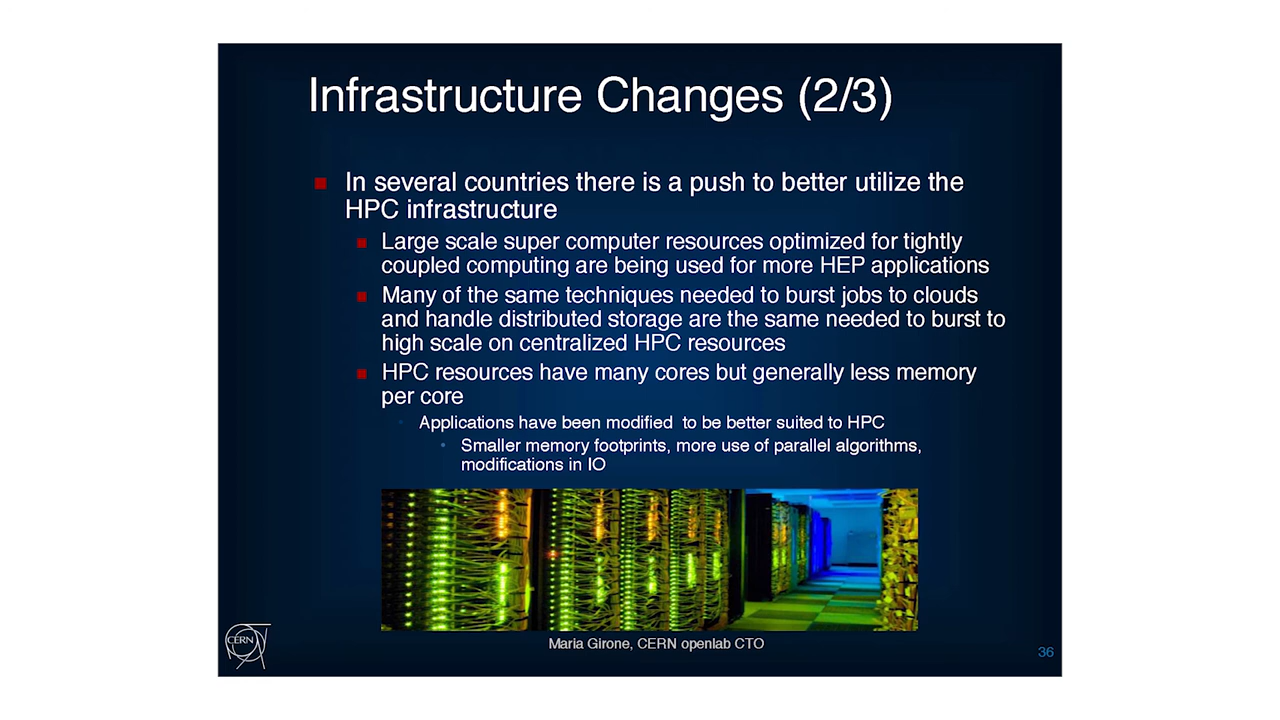 Infrastructure Changes (2/3)
In several countries there is a push to better utilize the
HPC infrastructure
Large scale super computer resources optimized for tightly
coupled computing are being used for more HEP applications
Many of the same techniques needed to burst jobs to clouds
and handle distributed storage are the same needed to burst to
high scale on centralized HPC resources
HPC resources have many cores but generally less memory
per core
Applications have been modified  to be better suited to HPC
Smaller memory footprints, more use of parallel algorithms,
modifications in IO
CERN
Maria Girone, CERN openlab CTO
36